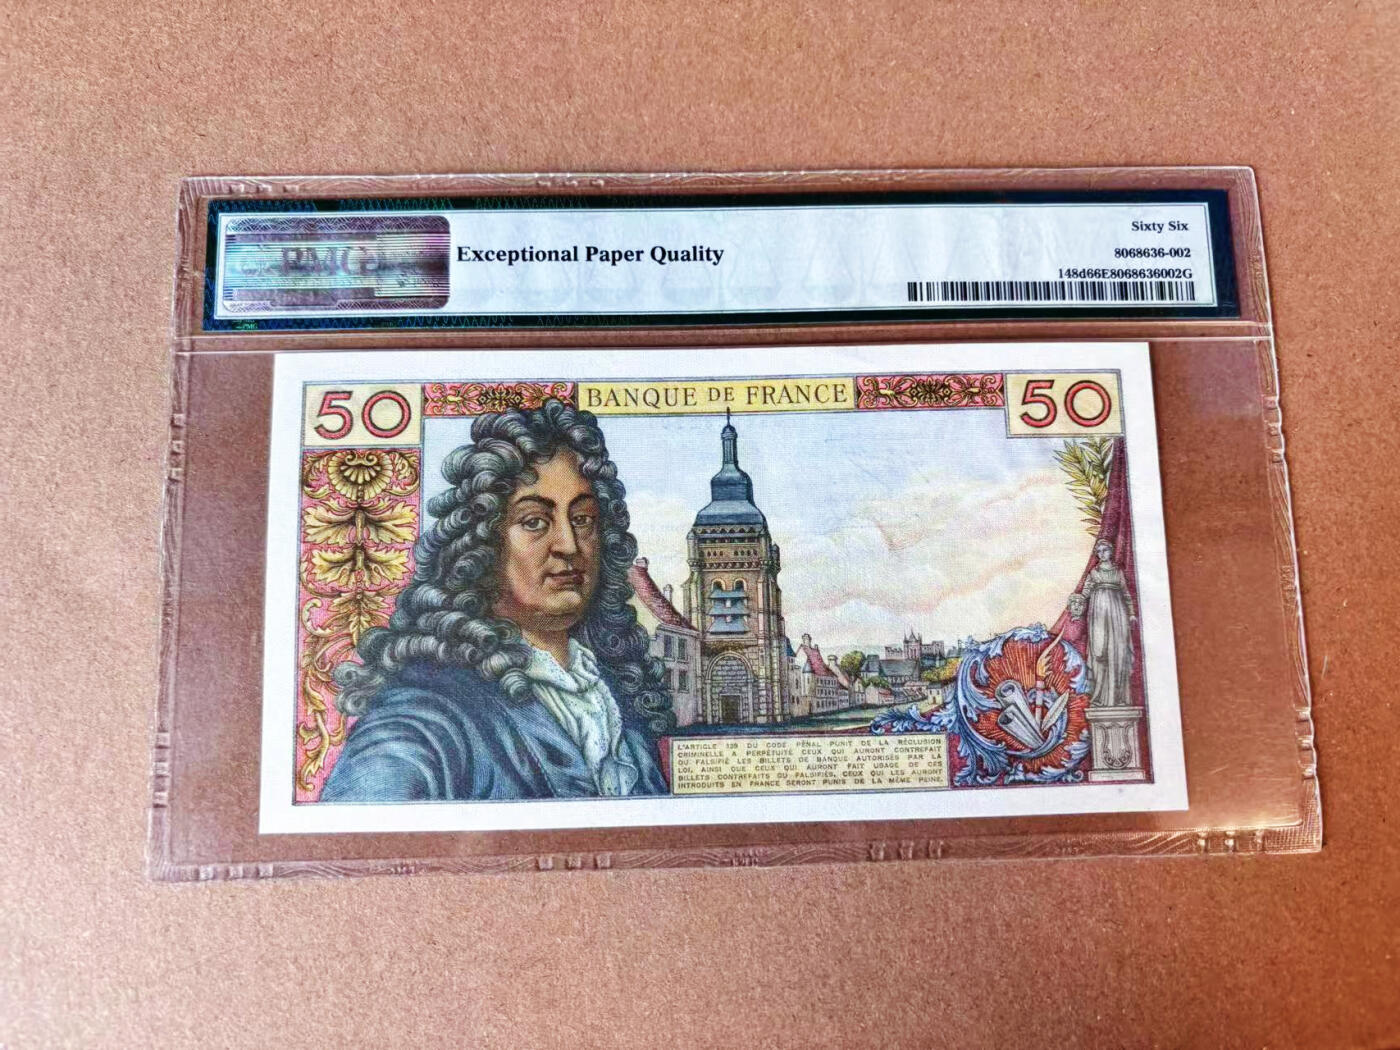 PMG
Exceptional Paper Quality
Sixty Six
8068636-002
148d66E8068636002G
PMG
50
BANQUE DE FRANCE
50
L'ARTICLE 139 DU CODE PÉNAL PUNIT DE LA RÉCLUSION
CRIMINELLE A PERPÉTUITÉ CEUX QUI AURONT CONTREFAIT
OU FALSIFIÉ LES BILLETS DE BANQUE AUTORISÉS PAR LA
LOI, AINSI QUE CEUX QUI AURONT FAIT USAGE DE CES
BILLETS CONTREFAITS OU FALSIFIÉS, CEUX QUI LES AURONT
INTRODUITS EN FRANCE SERONT PUNIS DE LA MÊME PEINE.